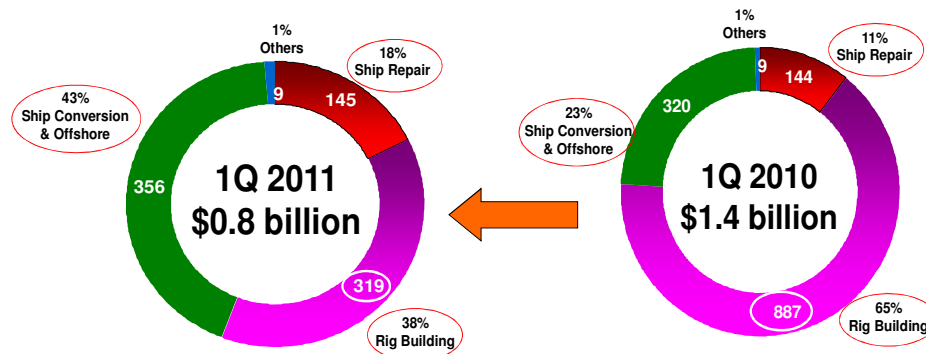 1%
Others
18%
Ship Repair
9
145
43%
Ship Conversion
& Offshore
356
1Q 2011
$0.8 billion
319
38%
Rig Building
1%
Others
11%
Ship Repair
9
144
320
23%
Ship Conversion
& Offshore
1Q 2010
$1.4 billion
887
65%
Rig Building